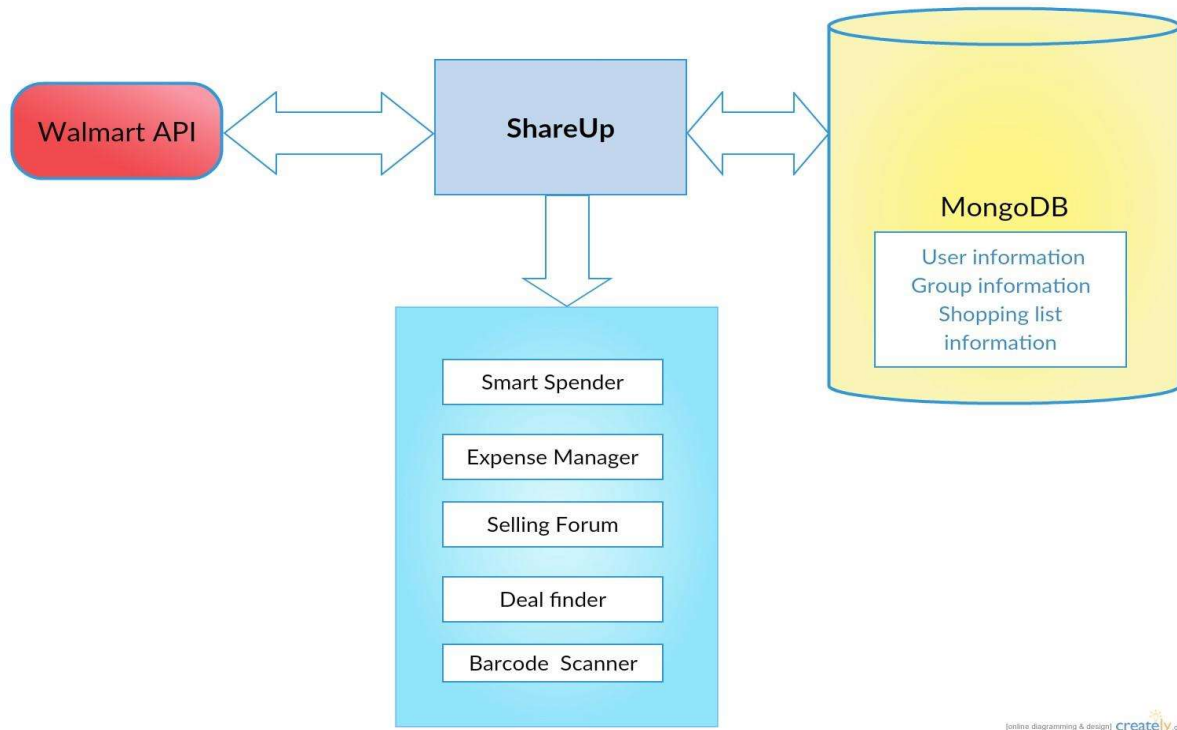 Walmart API
ShareUp
MongoDB
User information
Group information
Shopping list
information
Smart Spender
Expense Manager
Selling Forum
Deal finder
Barcode Scanner
[online diagramming & design] creately.c